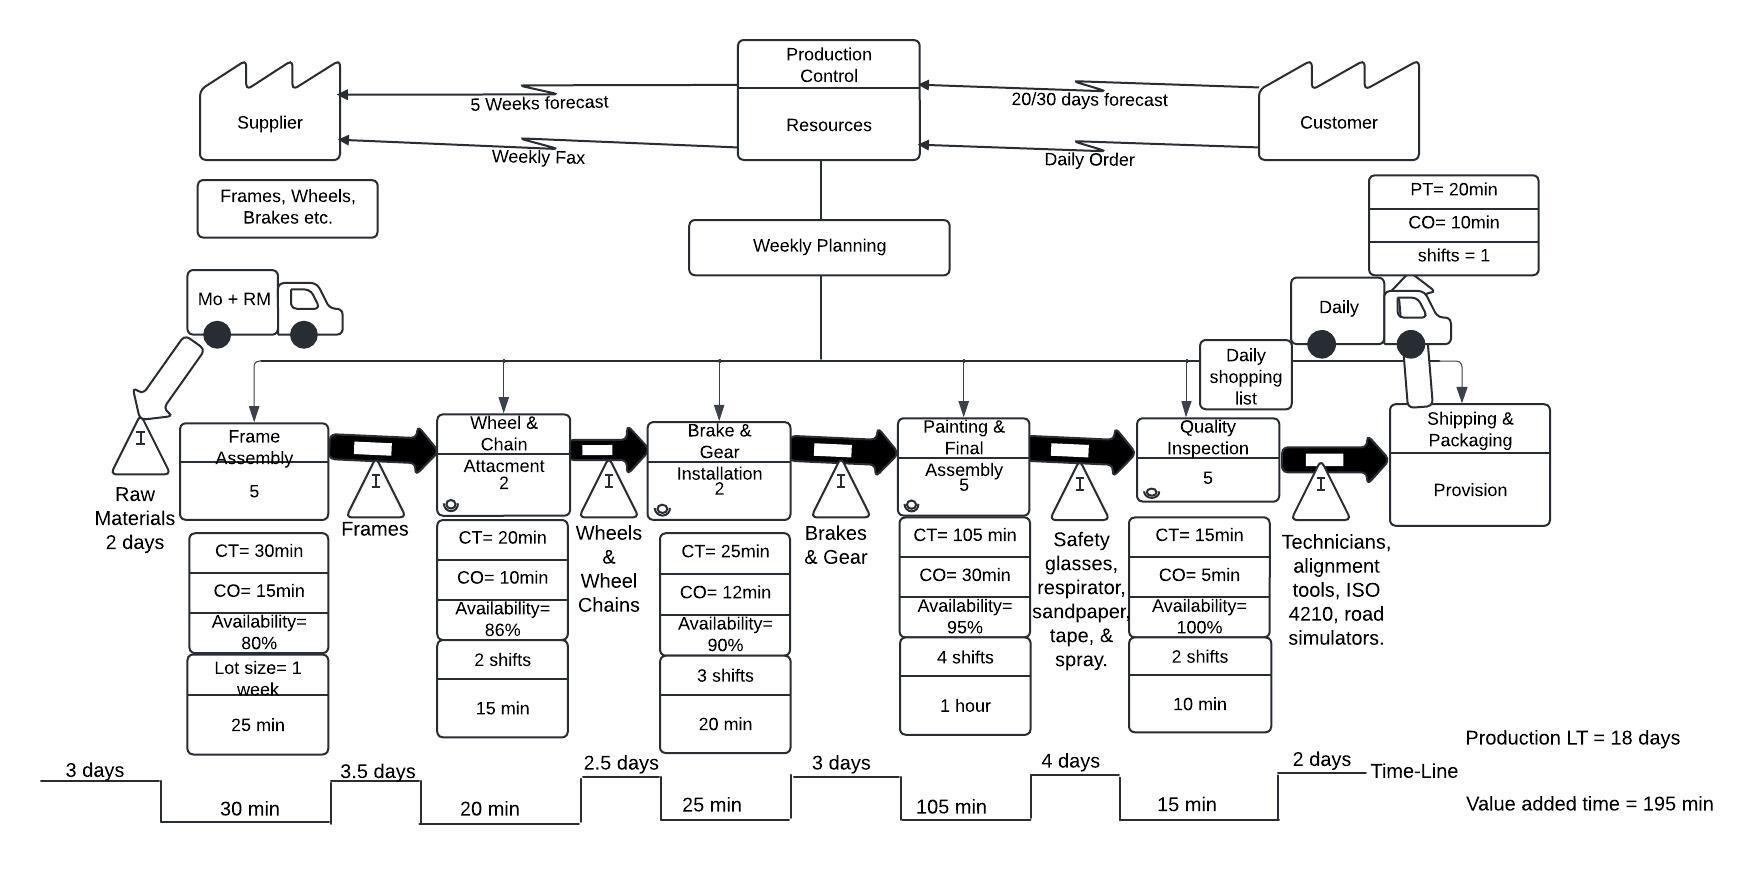 Production
Control
Resources
Supplier
5 Weeks forecast
Weekly Fax
20/30 days forecast
Daily Order
Customer
Frames, Wheels,
Brakes etc.
Weekly Planning
PT= 20min
CO= 10min
shifts = 1
Mo + RM
Daily
Daily
shopping
list
I
Raw
Materials
2 days
Frame
Assembly
5
I
Frames
Wheel &
Chain
Attacment
2
I
Wheels
&
Wheel
Chains
Brake &
Gear
Installation
2
I
Brakes
& Gear
Painting &
Final
Assembly
5
I
Safety
glasses,
respirator,
sandpaper,
tape, &
spray.
Quality
Inspection
5
I
Technicians,
alignment
tools, ISO
4210, road
simulators.
Shipping &
Packaging
Provision
CT= 30min
CO= 15min
Availability=
80%
Lot size= 1
week
25 min
CT= 20min
CO= 10min
Availability=
86%
2 shifts
15 min
CT= 25min
CO= 12min
Availability=
90%
3 shifts
20 min
CT= 105 min
CO= 30min
Availability=
95%
4 shifts
1 hour
CT= 15min
CO= 5min
Availability=
100%
2 shifts
10 min
3 days
30 min
3.5 days
20 min
2.5 days
25 min
3 days
105 min
4 days
15 min
2 days
Time-Line
Production LT = 18 days
Value added time = 195 min